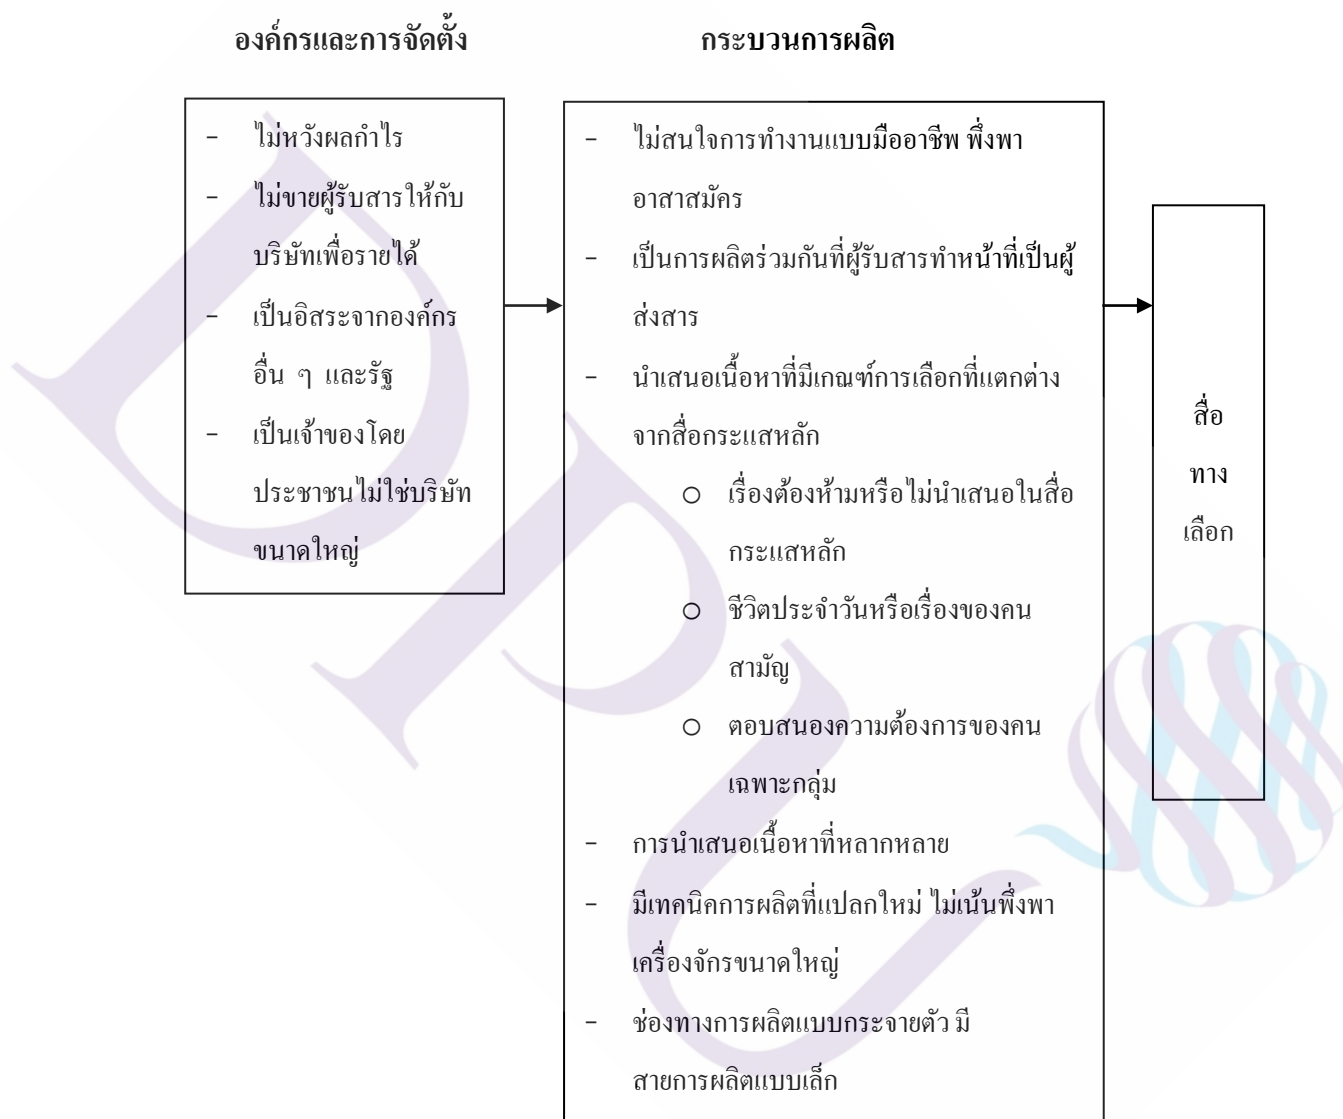 องค์กรและการจัดตั้ง
กระบวนการผลิต
- ไม่หวังผลกำไร
- ไม่ขายผู้รับสารให้กับ
บริษัทเพื่อรายได้
- เป็นอิสระจากองค์กร
อื่น ๆ และรัฐ
- เป็นเจ้าของโดย
ประชาชนไม่ใช่บริษัท
ขนาดใหญ่
- ไม่สนใจการทำงานแบบมืออาชีพ พึ่งพา
อาสาสมัคร
- เป็นการผลิตร่วมกันที่ผู้รับสารทำหน้าที่เป็นผู้
ส่งสาร
- นำเสนอเนื้อหาที่มีเกณฑ์การเลือกที่แตกต่าง
จากสื่อกระแสหลัก
o เรื่องต้องห้ามหรือไม่นำเสนอในสื่อ
กระแสหลัก
o ชีวิตประจำวันหรือเรื่องของคน
สามัญ
o ตอบสนองความต้องการของคน
เฉพาะกลุ่ม
- การนำเสนอเนื้อหาที่หลากหลาย
- มีเทคนิคการผลิตที่แปลกใหม่ ไม่เน้นพึ่งพา
เครื่องจักรขนาดใหญ่
- ช่องทางการผลิตแบบกระจายตัว มี
สายการผลิตแบบเล็ก
สื่อ
ทาง
เลือก
DPU